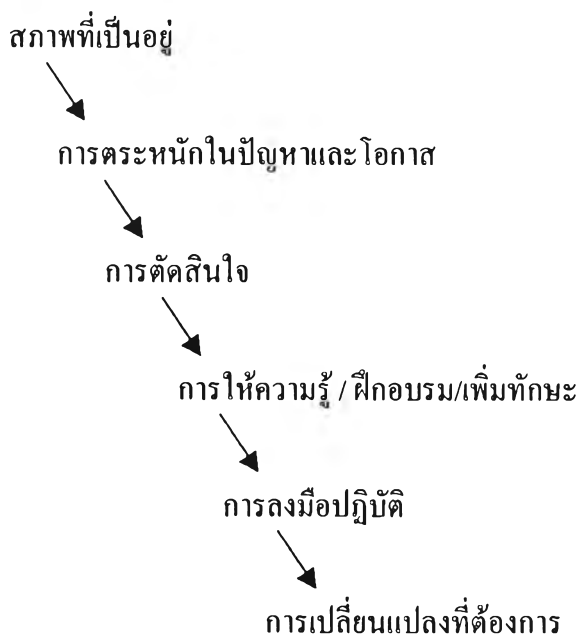 สภาพที่เป็นอยู่
การตระหนักในปัญหาและโอกาส
การตัดสินใจ
การให้ความรู้ / ฝึกอบรม/เพิ่มทักษะ
การลงมือปฏิบัติ
การเปลี่ยนแปลงที่ต้องการ